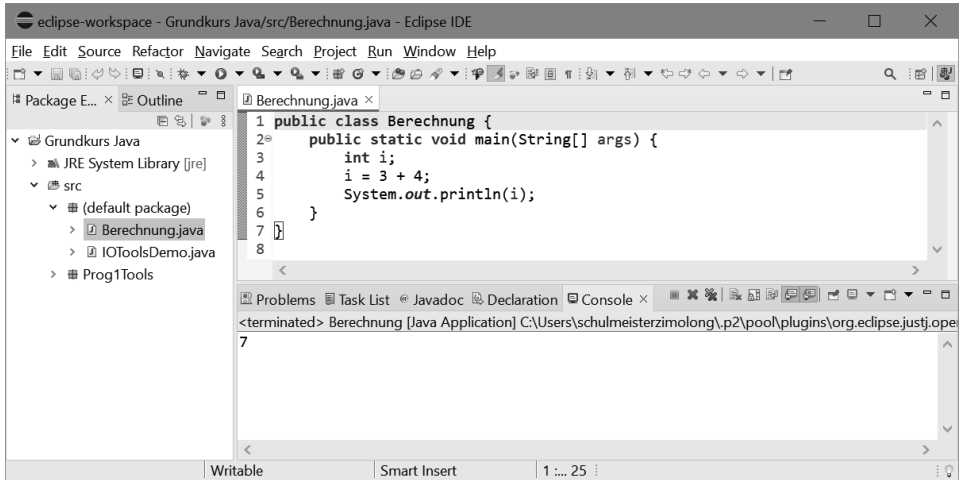 eclipse-workspace - Grundkurs Java/src/Berechnung.java - Eclipse IDE
File Edit Source Refactor Navigate Search Project Run Window Help
Package E... Outline
Grundkurs Java
JRE System Library [jre]
src
(default package)
Berechnung.java
IOToolsDemo.java
Prog1Tools
Berechnung.java
1 public class Berechnung {
2 public static void main(String[] args) {
3 int i;
4 i = 3 + 4;
5 System.out.println(i);
6 }
7 }
8
Problems Task List Javadoc Declaration Console
<terminated> Berechnung [Java Application] C:\Users\schulmeisterzimolong\.p2\pool\plugins\org.eclipse.justj.ope
7
Writable Smart Insert 1 :... 25